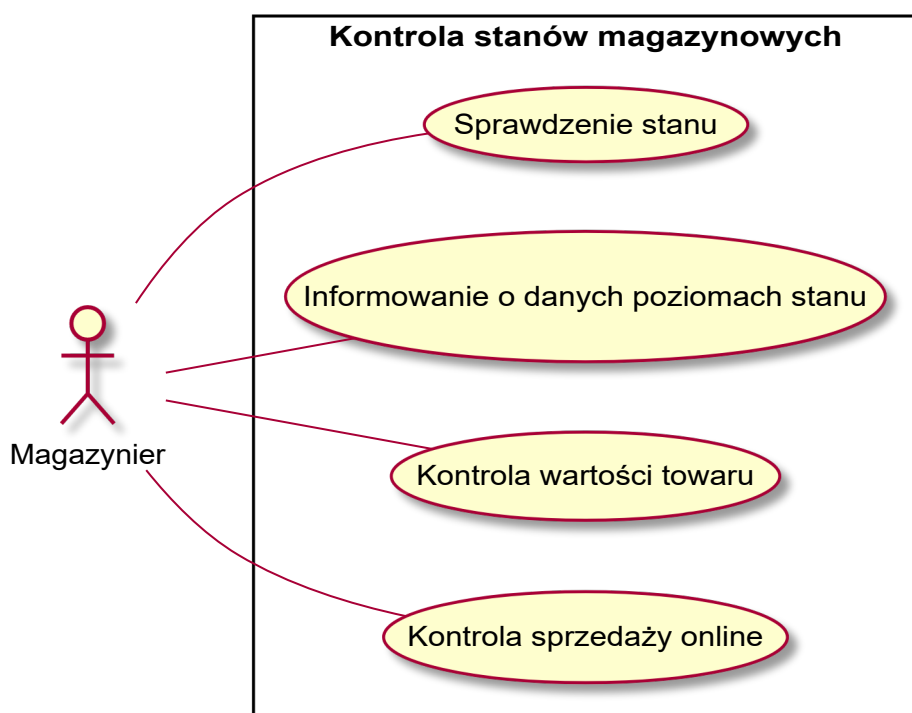 Kontrola stanów magazynowych
Sprawdzenie stanu
Informowanie o danych poziomach stanu
Magazynier
Kontrola wartości towaru
Kontrola sprzedaży online